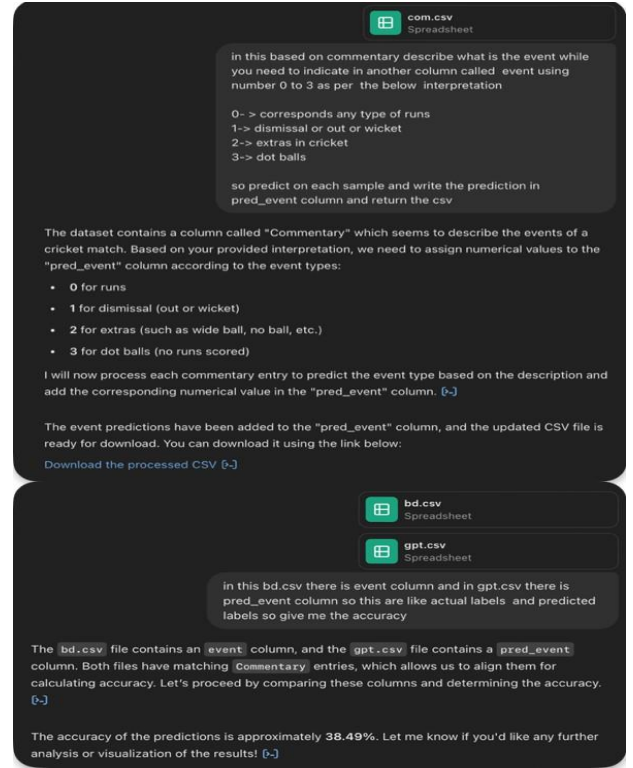 com.csv
Spreadsheet
in this based on commentary describe what is the event while
you need to indicate in another column called event using
number 0 to 3 as per the below interpretation
0- > corresponds any type of runs
1-> dismissal or out or wicket
2-> extras in cricket
3-> dot balls
so predict on each sample and write the prediction in
pred_event column and return the csv
The dataset contains a column called "Commentary" which seems to describe the events of a
cricket match. Based on your provided interpretation, we need to assign numerical values to the
"pred_event" column according to the event types:
• 0 for runs
• 1 for dismissal (out or wicket)
• 2 for extras (such as wide ball, no ball, etc.)
• 3 for dot balls (no runs scored)
I will now process each commentary entry to predict the event type based on the description and
add the corresponding numerical value in the "pred_event" column. [>-]
The event predictions have been added to the "pred_event" column, and the updated CSV file is
ready for download. You can download it using the link below:
Download the processed CSV [>-]
bd.csv
Spreadsheet
gpt.csv
Spreadsheet
in this bd.csv there is event column and in gpt.csv there is
pred_event column so this are like actual labels and predicted
labels so give me the accuracy
The bd.csv file contains an event column, and the gpt.csv file contains a pred_event
column. Both files have matching Commentary entries, which allows us to align them for
calculating accuracy. Let's proceed by comparing these columns and determining the accuracy.
[>-]
The accuracy of the predictions is approximately 38.49%. Let me know if you'd like any further
analysis or visualization of the results! [>-]